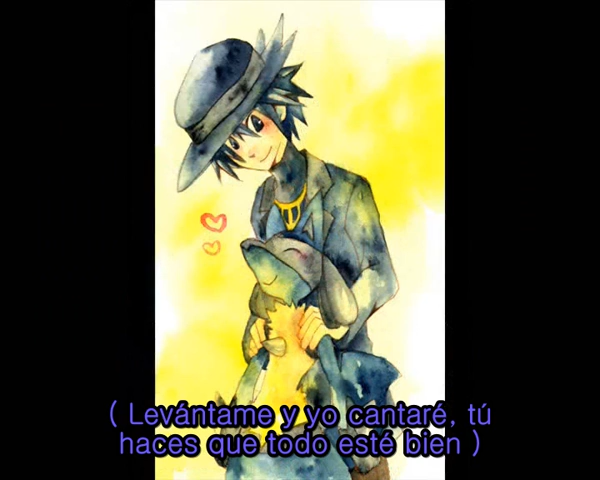 ( Levántame y yo cantaré, tú
haces que todo esté bien )